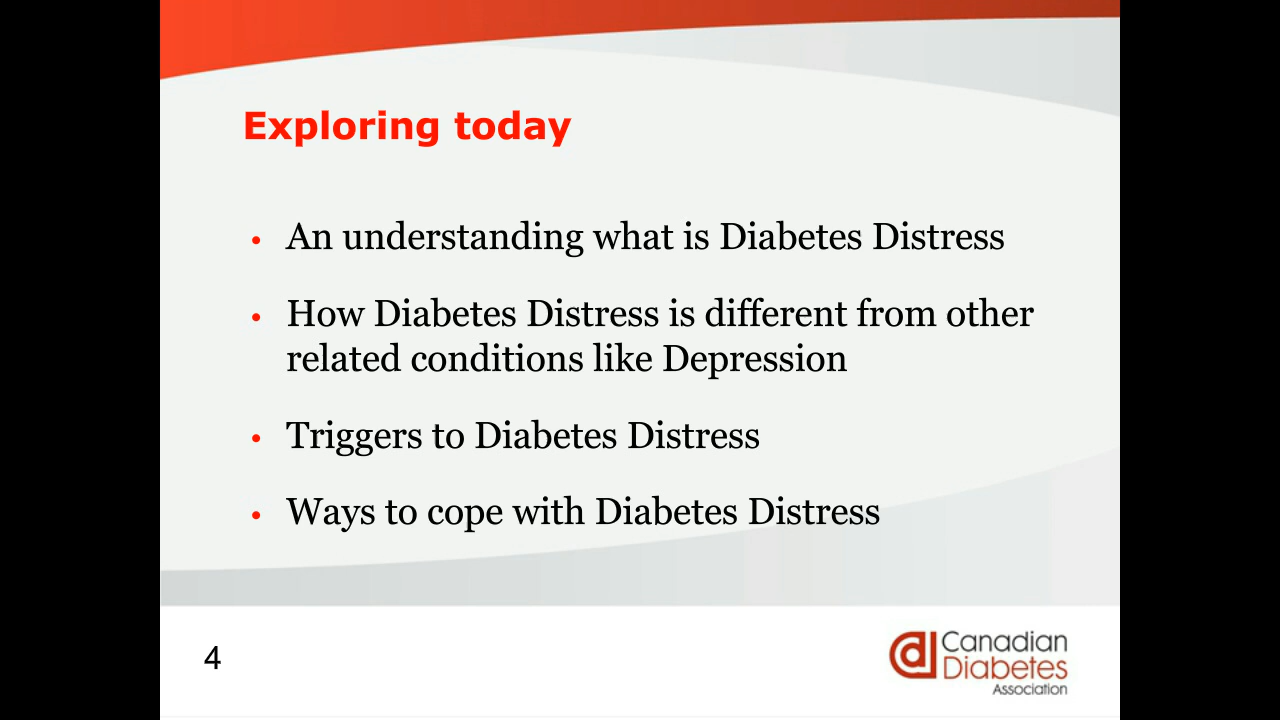 Exploring today
• An understanding what is Diabetes Distress
• How Diabetes Distress is different from other
related conditions like Depression
• Triggers to Diabetes Distress
• Ways to cope with Diabetes Distress
4
Canadian
Diabetes
Association